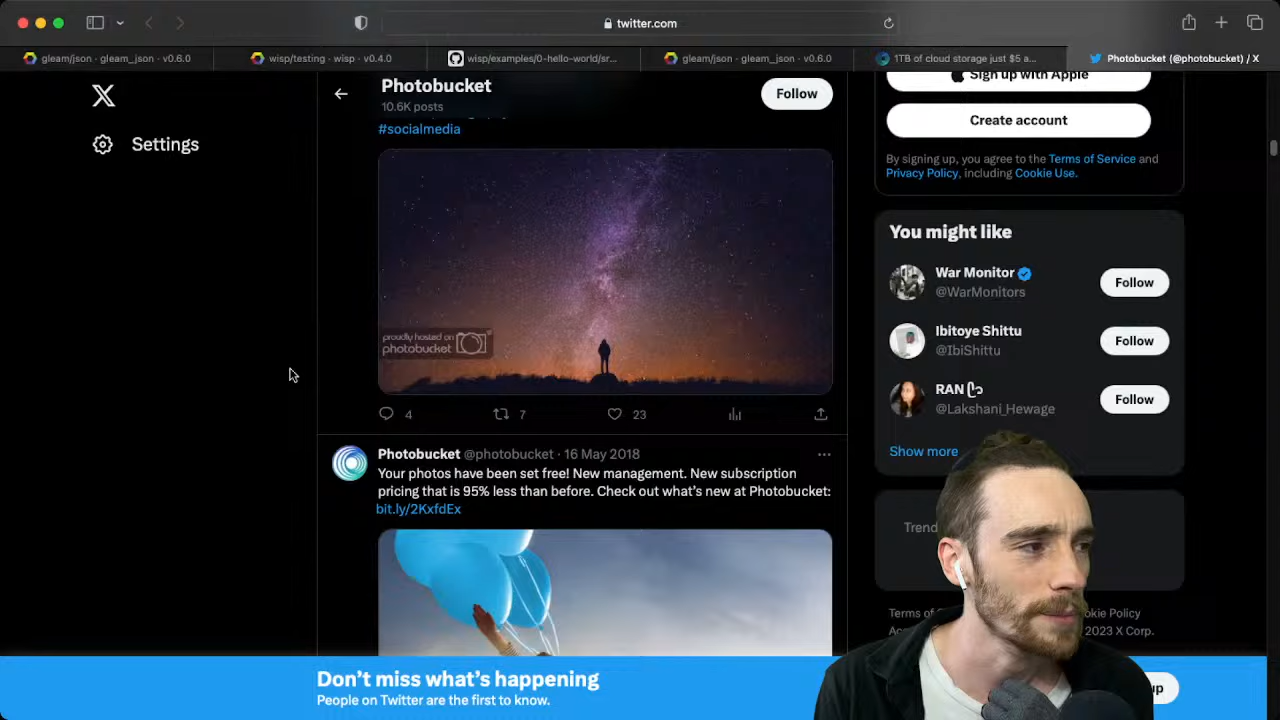 twitter.com
gleam/json · gleam_json · v0.6.0
wisp/testing · wisp · v0.4.0
wisp/examples/0-hello-world/sr...
gleam/json · gleam_json · v0.6.0
1TB of cloud storage just $5 a...
Photobucket (@photobucket) / X
Settings
Photobucket
10.6K posts
Follow
#socialmedia
proudly hosted on
photobucket
4
7
23
Photobucket @photobucket · 16 May 2018
Your photos have been set free! New management. New subscription
pricing that is 95% less than before. Check out what's new at Photobucket:
bit.ly/2KxfdEx
Sign up with Apple
Create account
By signing up, you agree to the Terms of Service and
Privacy Policy, including Cookie Use.
You might like
War Monitor
@WarMonitors
Follow
Ibitoye Shittu
@IbiShittu
Follow
RAN
@Lakshani_Hewage
Follow
Show more
Trend
Terms of
okie Policy
2023 X Corp.
Don't miss what's happening
People on Twitter are the first to know.
up